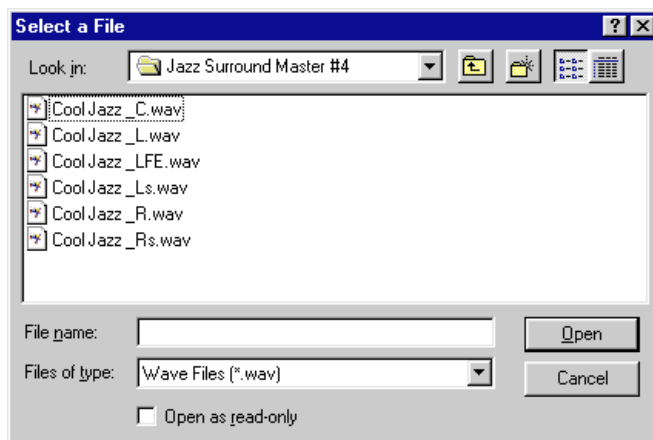 Select a File
Look in: Jazz Surround Master #4
Cool Jazz _C.wav
Cool Jazz _L.wav
Cool Jazz _LFE.wav
Cool Jazz _Ls.wav
Cool Jazz _R.wav
Cool Jazz _Rs.wav
File name: Open
Files of type: Wave Files (*.wav) Cancel
Open as read-only